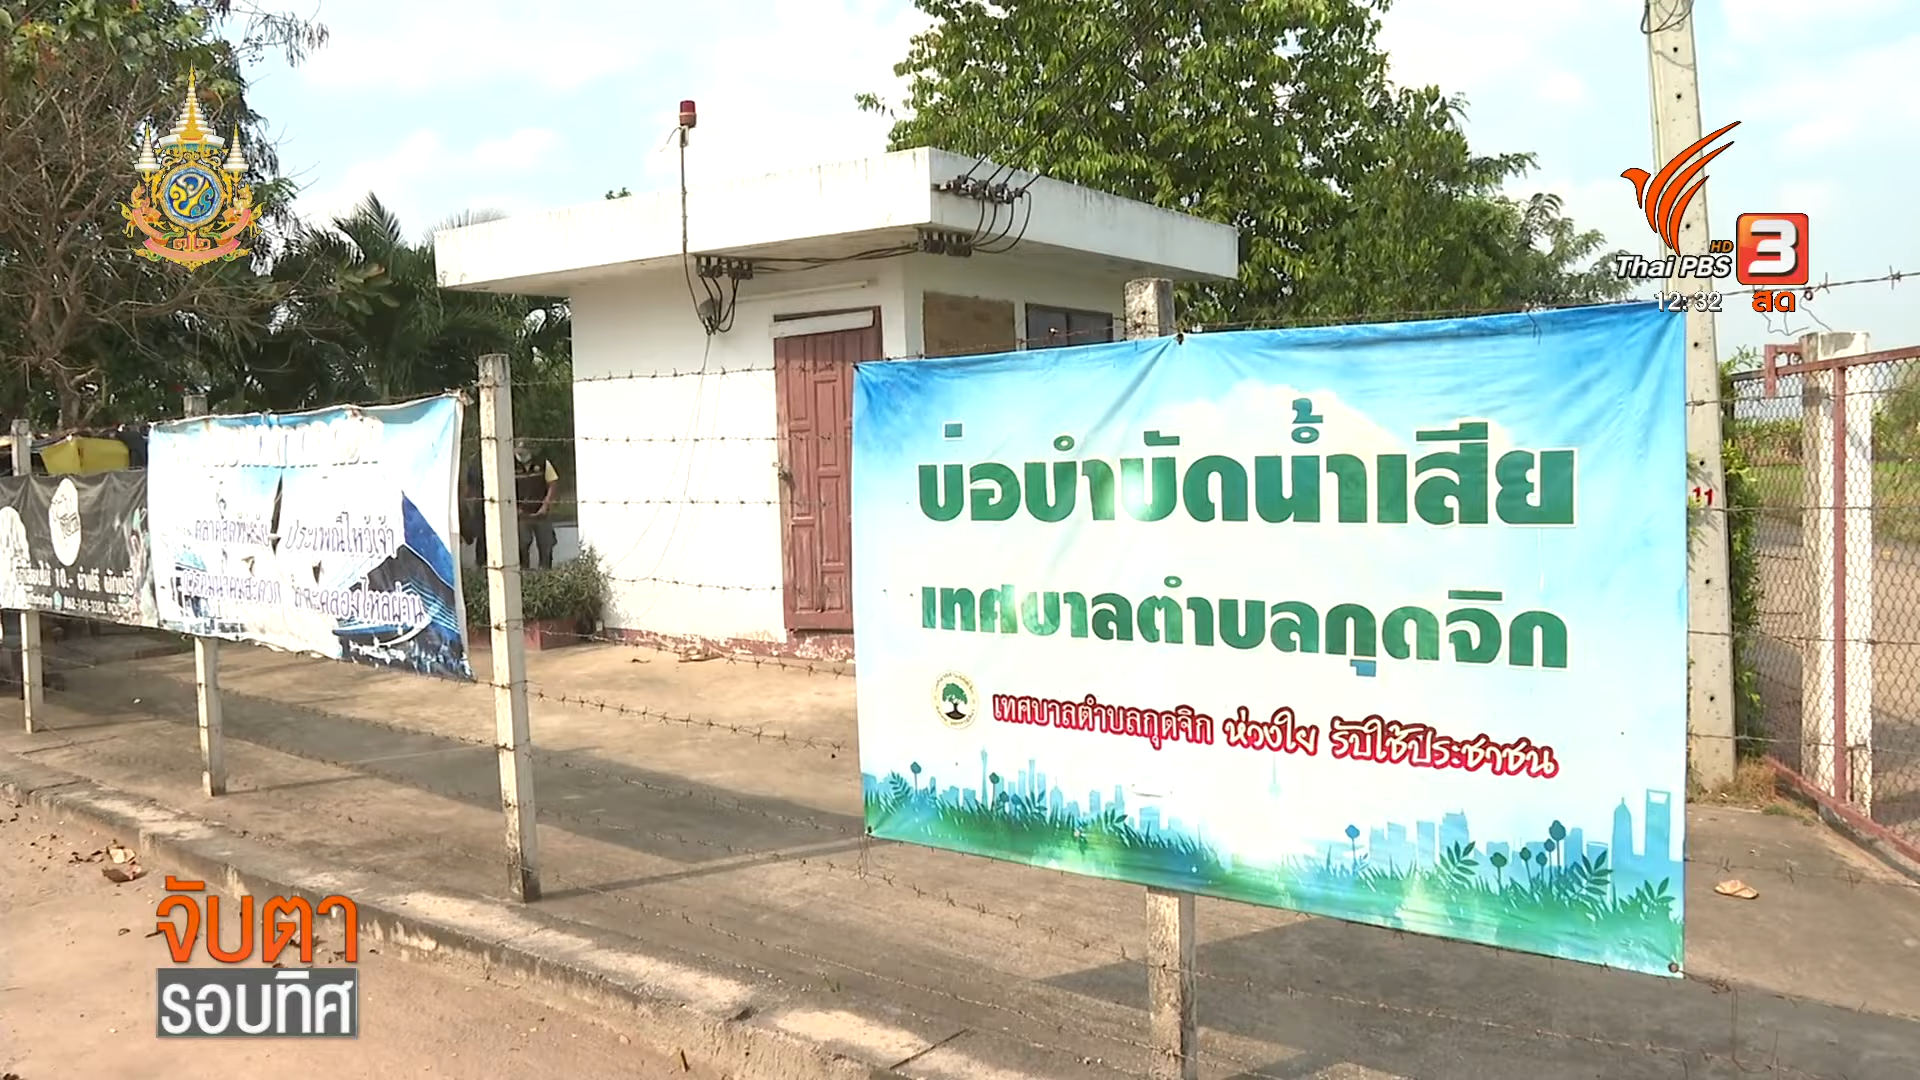 Thai PBS HD 3
12:32 สด
บ่อบำบัดน้ำเสีย
เทศบาลตำบลกุดจิก
เทศบาลตำบลกุดจิก ห่วงใย รับใช้ประชาชน
ประเพณีไหว้เจ้า
10.-
11
จับตา
รอบทิศ
๗๒